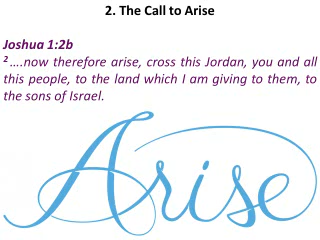 2. The Call to Arise
Joshua 1:2b
2 ....now therefore arise, cross this Jordan, you and all
this people, to the land which I am giving to them, to
the sons of Israel.
Arise